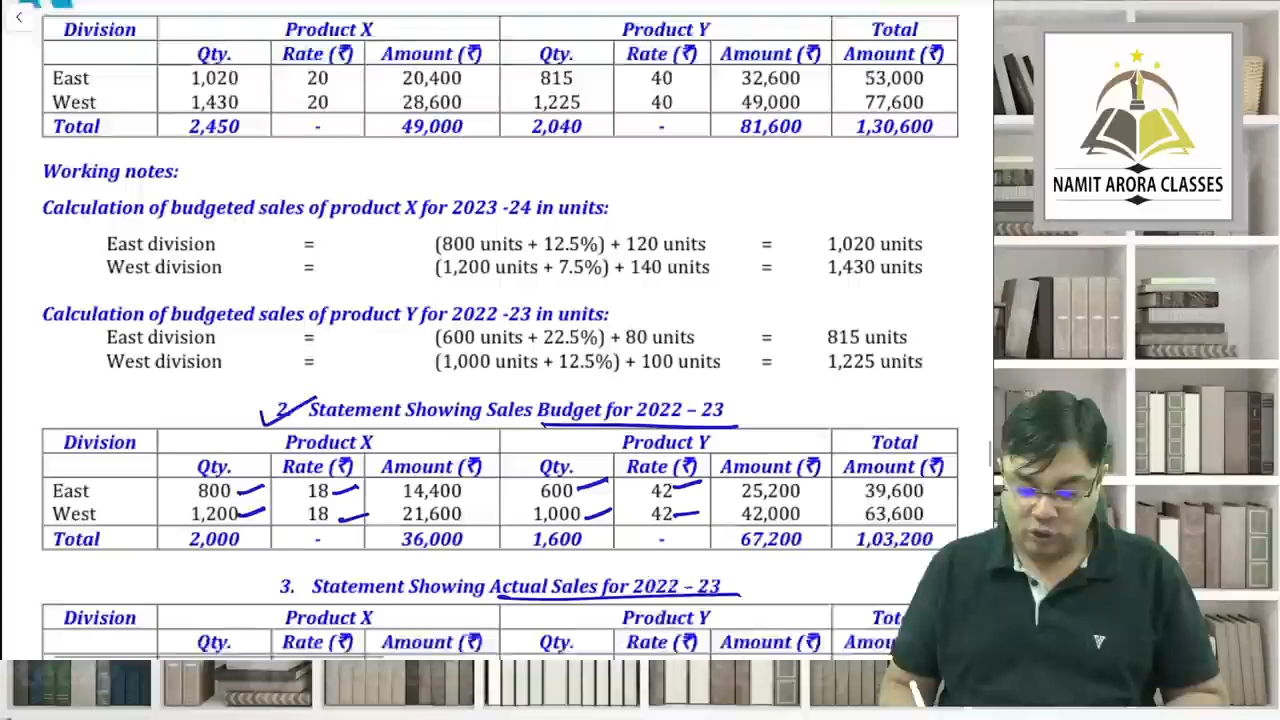 Division Product X Product Y Total
Qty. Rate (₹) Amount (₹) Qty. Rate (₹) Amount (₹) Amount (₹)
East 1,020 20 20,400 815 40 32,600 53,000
West 1,430 20 28,600 1,225 40 49,000 77,600
Total 2,450 - 49,000 2,040 - 81,600 1,30,600
NAMIT ARORA CLASSES
Working notes:
Calculation of budgeted sales of product X for 2023 -24 in units:
East division = (800 units + 12.5%) + 120 units = 1,020 units
West division = (1,200 units + 7.5%) + 140 units = 1,430 units
Calculation of budgeted sales of product Y for 2022 -23 in units:
East division = (600 units + 22.5%) + 80 units = 815 units
West division = (1,000 units + 12.5%) + 100 units = 1,225 units
2. Statement Showing Sales Budget for 2022 – 23
Division Product X Product Y Total
Qty. Rate (₹) Amount (₹) Qty. Rate (₹) Amount (₹) Amount (₹)
East 800 18 14,400 600 42 25,200 39,600
West 1,200 18 21,600 1,000 42 42,000 63,600
Total 2,000 - 36,000 1,600 - 67,200 1,03,200
3. Statement Showing Actual Sales for 2022 – 23
Division Product X Product Y
Qty. Rate (₹) Amount (₹) Qty. Rate (₹) Amount (₹)